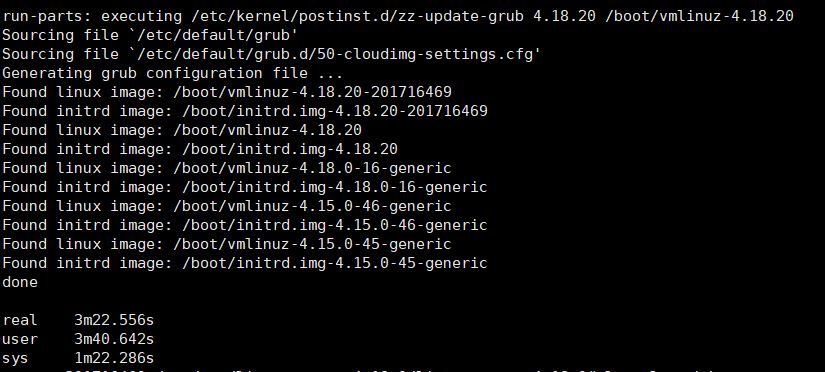 run-parts: executing /etc/kernel/postinst.d/zz-update-grub 4.18.20 /boot/vmlinuz-4.18.20
Sourcing file `/etc/default/grub'
Sourcing file `/etc/default/grub.d/50-cloudimg-settings.cfg'
Generating grub configuration file ...
Found linux image: /boot/vmlinuz-4.18.20-201716469
Found initrd image: /boot/initrd.img-4.18.20-201716469
Found linux image: /boot/vmlinuz-4.18.20
Found initrd image: /boot/initrd.img-4.18.20
Found linux image: /boot/vmlinuz-4.18.0-16-generic
Found initrd image: /boot/initrd.img-4.18.0-16-generic
Found linux image: /boot/vmlinuz-4.15.0-46-generic
Found initrd image: /boot/initrd.img-4.15.0-46-generic
Found linux image: /boot/vmlinuz-4.15.0-45-generic
Found initrd image: /boot/initrd.img-4.15.0-45-generic
done
real    3m22.556s
user    3m40.642s
sys     1m22.286s